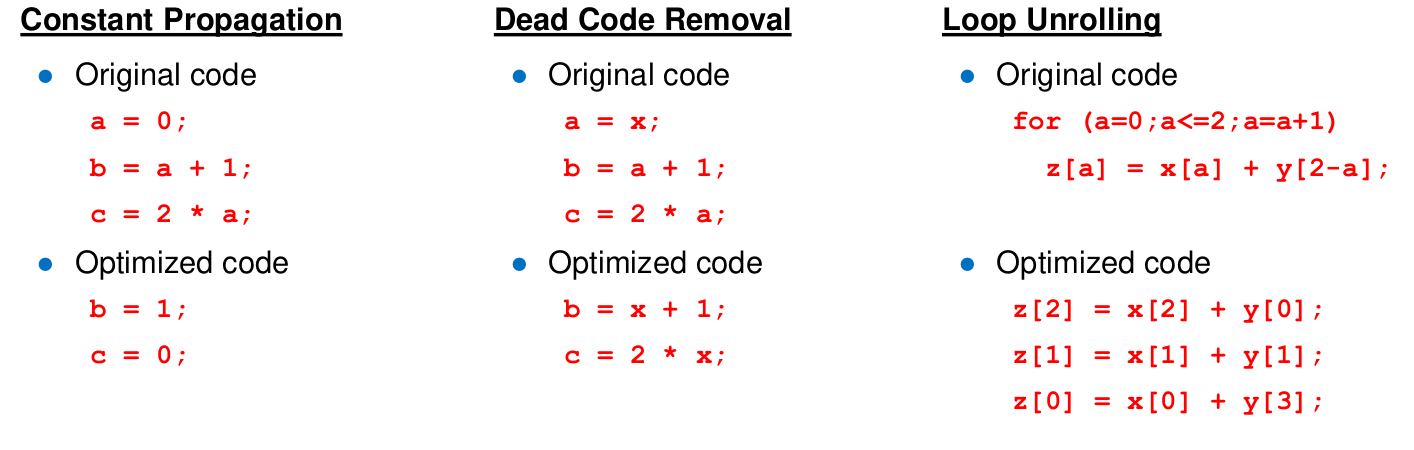 Constant Propagation
● Original code
a = 0;
b = a + 1;
c = 2 * a;
● Optimized code
b = 1;
c = 0;
Dead Code Removal
● Original code
a = x;
b = a + 1;
c = 2 * a;
● Optimized code
b = x + 1;
c = 2 * x;
Loop Unrolling
● Original code
for (a=0;a<=2;a=a+1)
z[a] = x[a] + y[2-a];
● Optimized code
z[2] = x[2] + y[0];
z[1] = x[1] + y[1];
z[0] = x[0] + y[3];